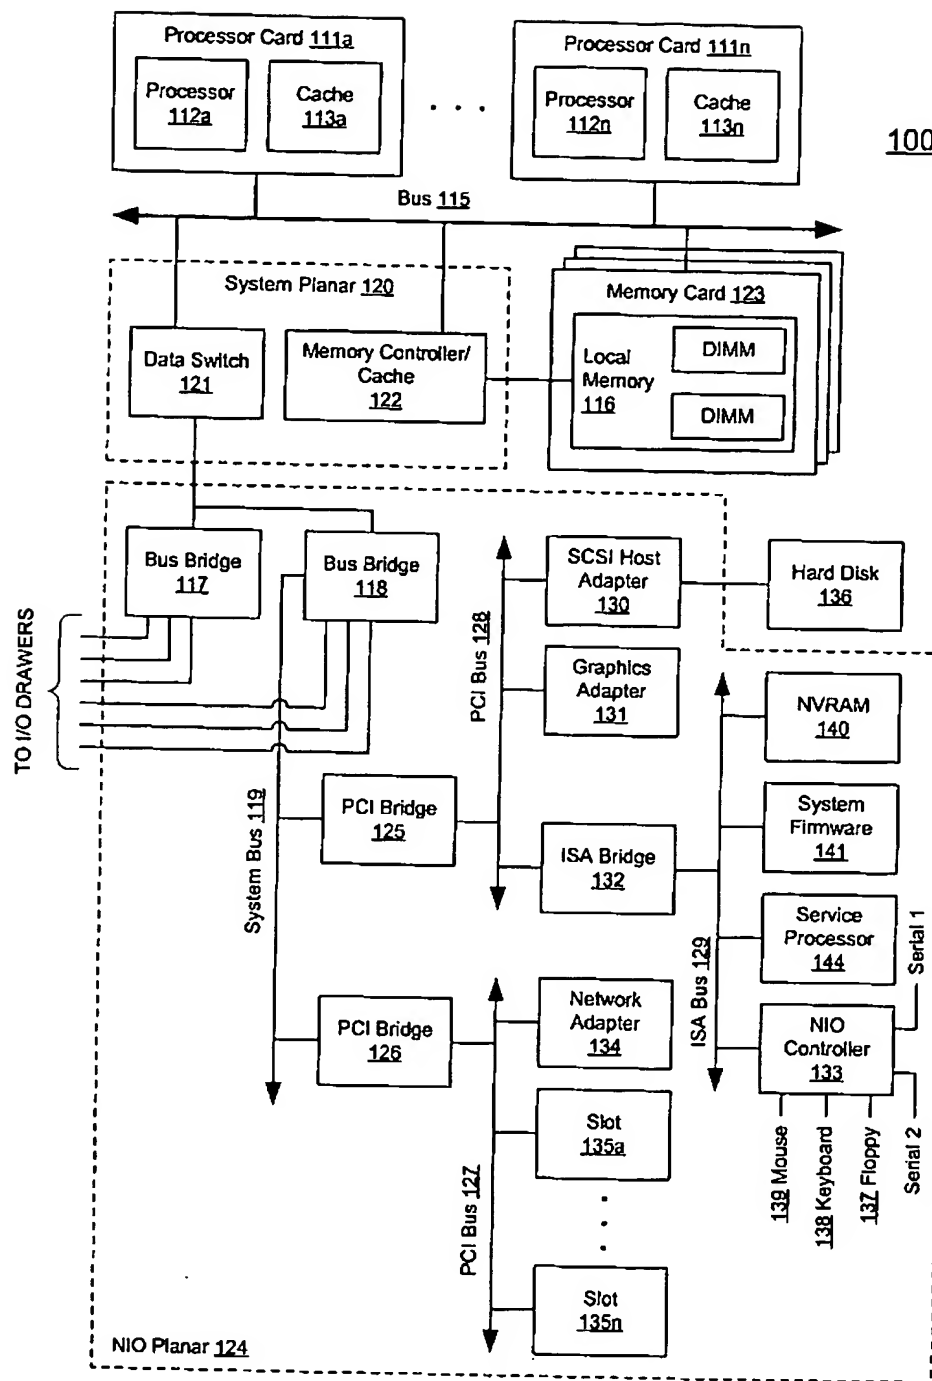 Processor Card 111a
Processor
112a
Cache
113a
. . .
Processor Card 111n
Processor
112n
Cache
113n
100
Bus 115
System Planar 120
Data Switch
121
Memory Controller/
Cache
122
Memory Card 123
Local
Memory
116
DIMM
DIMM
Bus Bridge
117
Bus Bridge
118
TO I/O DRAWERS
SCSI Host
Adapter
130
Hard Disk
136
PCI Bus 128
Graphics
Adapter
131
NVRAM
140
System Bus 119
PCI Bridge
125
ISA Bridge
132
System
Firmware
141
Service
Processor
144
ISA Bus 129
Serial 1
NIO
Controller
133
PCI Bridge
126
Network
Adapter
134
PCI Bus 127
Slot
135a
Slot
135n
139 Mouse
138 Keyboard
137 Floppy
Serial 2
NIO Planar 124